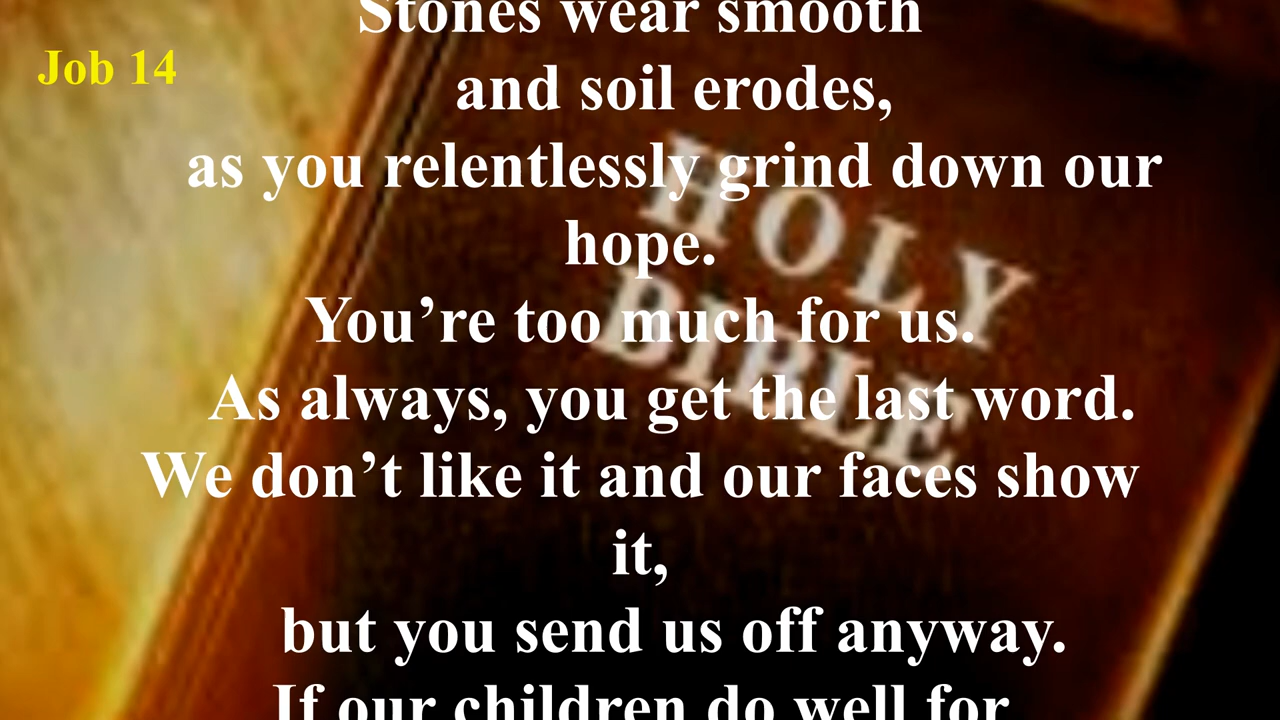 Stones wear smooth
Job 14
and soil erodes,
as you relentlessly grind down our
hope.
You’re too much for us.
As always, you get the last word.
We don’t like it and our faces show
it,
but you send us off anyway.
If our children do well for
HOLY
BIBLE